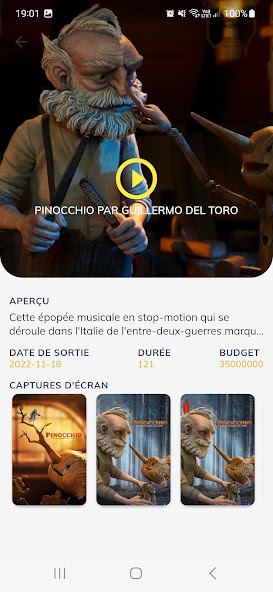 19:01
100%
PINOCCHIO PAR GUILLERMO DEL TORO
APERÇU
Cette épopée musicale en stop-motion qui se
déroule dans l'Italie de l'entre-deux-guerres marqu...
DATE DE SORTIE DURÉE BUDGET
2022-11-18 121 35000000
CAPTURES D'ÉCRAN
PINOCCHIO PINOCCHIO PINOCCHIO